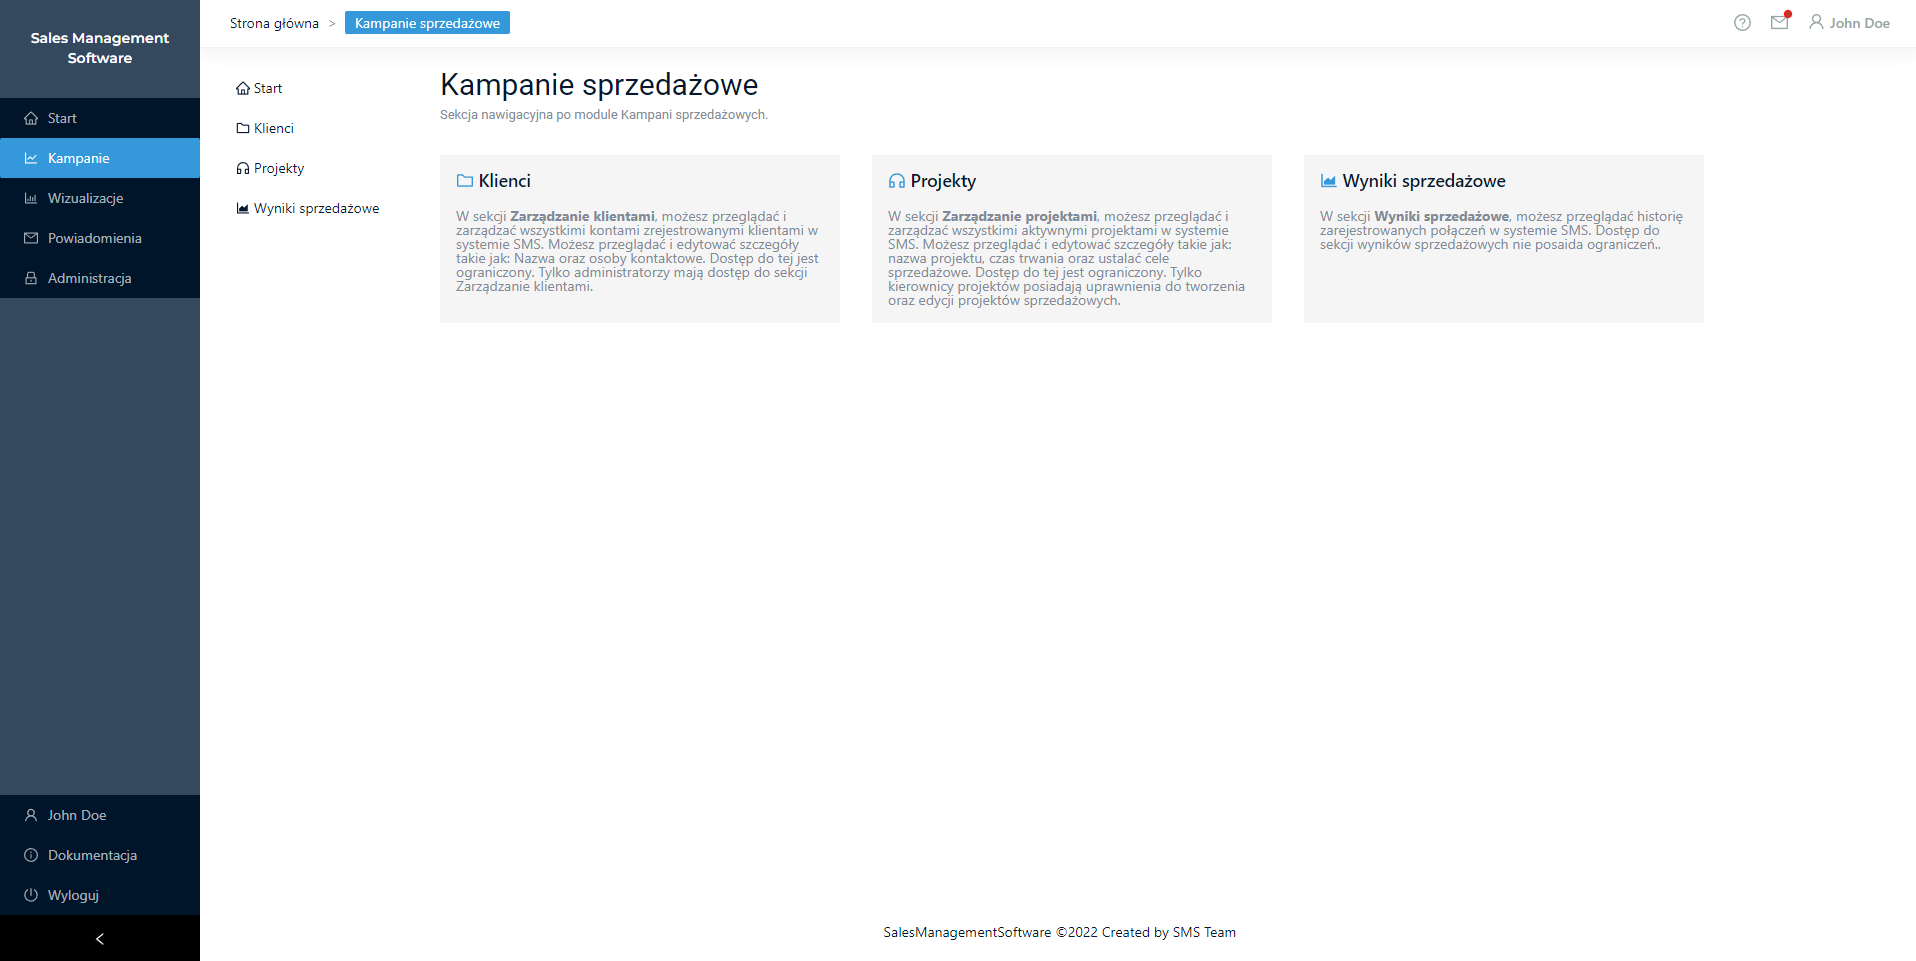 Sales Management
Software
Start
Kampanie
Wizualizacje
Powiadomienia
Administracja
John Doe
Dokumentacja
Wyloguj
Strona główna > Kampanie sprzedażowe
John Doe
Start
Klienci
Projekty
Wyniki sprzedażowe
Kampanie sprzedażowe
Sekcja nawigacyjna po module Kampani sprzedażowych.
Klienci
W sekcji Zarządzanie klientami, możesz przeglądać i
zarządzać wszystkimi kontami zrejestrowanymi klientami w
systemie SMS. Możesz przeglądać i edytować szczegóły
takie jak: Nazwa oraz osoby kontaktowe. Dostęp do tej jest
ograniczony. Tylko administratorzy mają dostęp do sekcji
Zarządzanie klientami.
Projekty
W sekcji Zarządzanie projektami, możesz przeglądać i
zarządzać wszystkimi aktywnymi projektami w systemie
SMS. Możesz przeglądać i edytować szczegóły takie jak:
nazwa projektu, czas trwania oraz ustalać cele
sprzedażowe. Dostęp do tej jest ograniczony. Tylko
kierownicy projektów posiadają uprawnienia do tworzenia
oraz edycji projektów sprzedażowych.
Wyniki sprzedażowe
W sekcji Wyniki sprzedażowe, możesz przeglądać historię
zarejestrowanych połączeń w systemie SMS. Dostęp do
sekcji wyników sprzedażowych nie posaida ograniczeń..
SalesManagementSoftware ©2022 Created by SMS Team